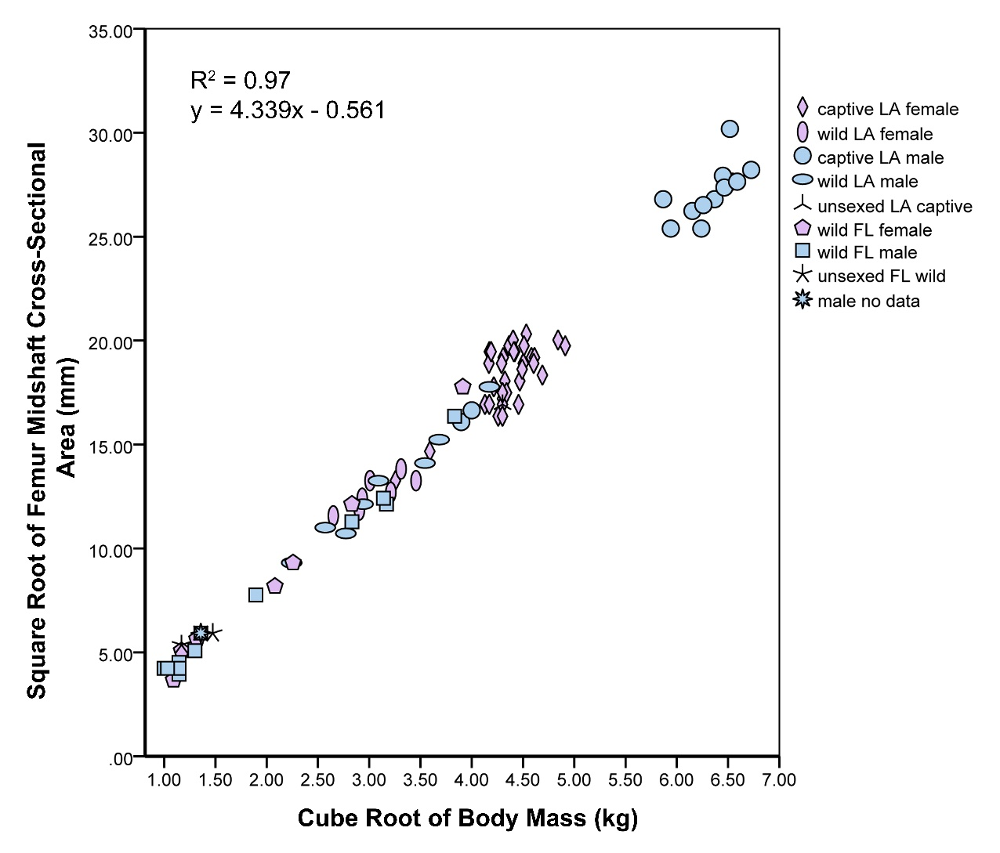 35.00
R² = 0.97
y = 4.339x - 0.561
30.00
25.00
20.00
15.00
10.00
5.00
.00
Square Root of Femur Midshaft Cross-Sectional
Area (mm)
1.00 1.50 2.00 2.50 3.00 3.50 4.00 4.50 5.00 5.50 6.00 6.50 7.00
Cube Root of Body Mass (kg)
captive LA female
wild LA female
captive LA male
wild LA male
unsexed LA captive
wild FL female
wild FL male
unsexed FL wild
male no data